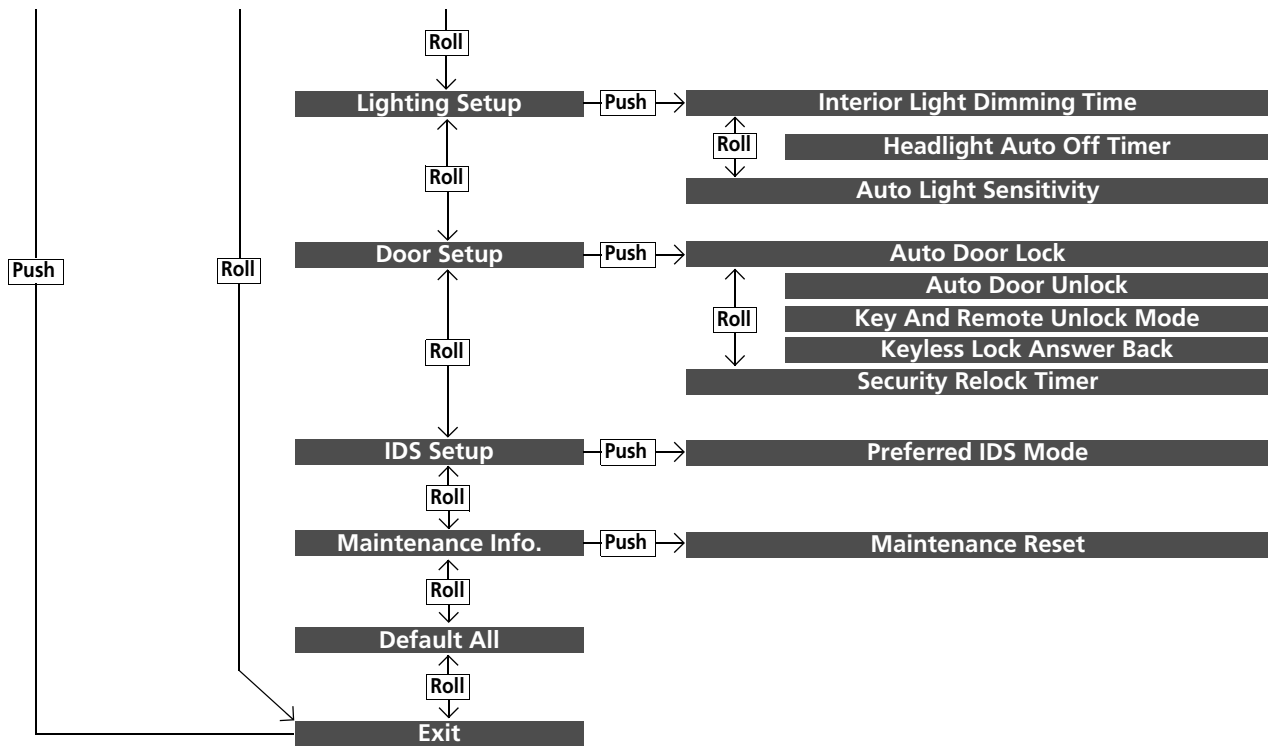 Roll
Lighting Setup
Push
Interior Light Dimming Time
Roll
Headlight Auto Off Timer
Roll
Auto Light Sensitivity
Door Setup
Push
Auto Door Lock
Push
Roll
Auto Door Unlock
Roll
Key And Remote Unlock Mode
Roll
Keyless Lock Answer Back
Security Relock Timer
IDS Setup
Push
Preferred IDS Mode
Roll
Maintenance Info.
Push
Maintenance Reset
Roll
Default All
Roll
Exit